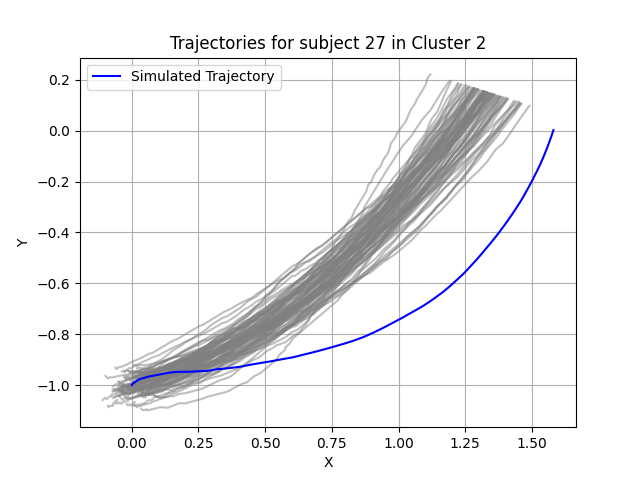 Trajectories for subject 27 in Cluster 2
Simulated Trajectory
Y
0.2
0.0
−0.2
−0.4
−0.6
−0.8
−1.0
0.00 0.25 0.50 0.75 1.00 1.25 1.50
X